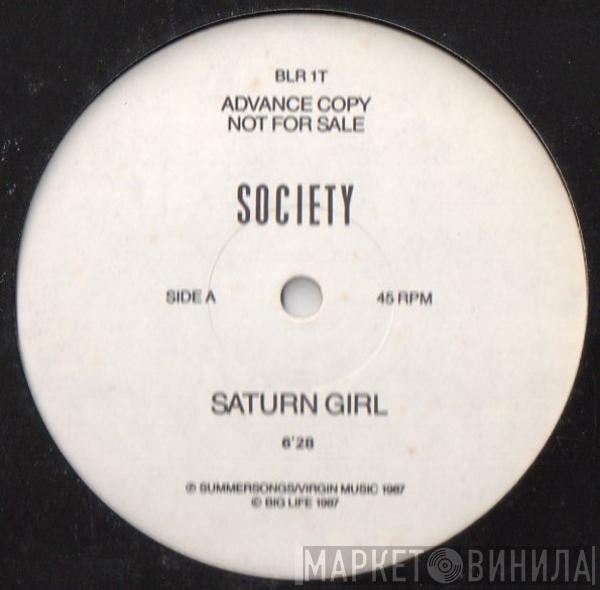 BLR 1T
ADVANCE COPY
NOT FOR SALE
SOCIETY
SIDE A 45 RPM
SATURN GIRL
6'28
℗ SUMMERSONGS/VIRGIN MUSIC 1987
© BIG LIFE 1987
МАРКЕТ ВИНИЛА